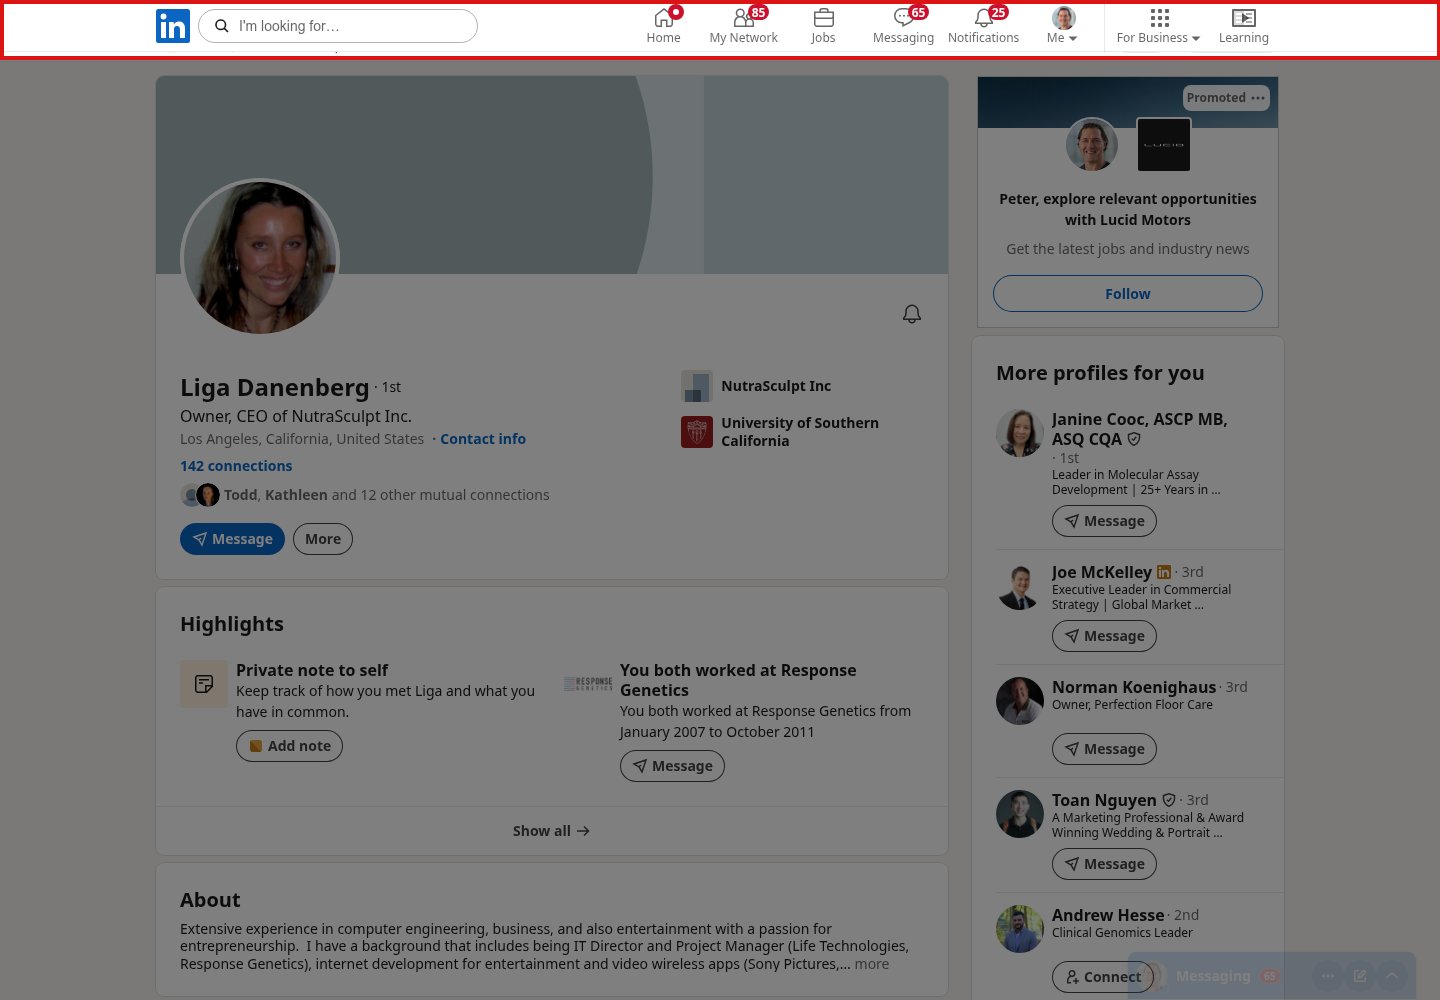 in
I'm looking for…
Home
85
My Network
Jobs
65
Messaging
25
Notifications
Me
For Business
Learning
Liga Danenberg · 1st
Owner, CEO of NutraSculpt Inc.
Los Angeles, California, United States · Contact info
142 connections
Todd, Kathleen and 12 other mutual connections
Message
More
NutraSculpt Inc
University of Southern
California
Highlights
Private note to self
Keep track of how you met Liga and what you
have in common.
Add note
RESPONSE
GENETICS
You both worked at Response
Genetics
You both worked at Response Genetics from
January 2007 to October 2011
Message
Show all →
About
Extensive experience in computer engineering, business, and also entertainment with a passion for
entrepreneurship.  I have a background that includes being IT Director and Project Manager (Life Technologies,
Response Genetics), internet development for entertainment and video wireless apps (Sony Pictures,… more
Promoted ···
LUCID
Peter, explore relevant opportunities
with Lucid Motors
Get the latest jobs and industry news
Follow
More profiles for you
Janine Cooc, ASCP MB,
ASQ CQA
· 1st
Leader in Molecular Assay
Development | 25+ Years in ...
Message
Joe McKelley in · 3rd
Executive Leader in Commercial
Strategy | Global Market ...
Message
Norman Koenighaus · 3rd
Owner, Perfection Floor Care
Message
Toan Nguyen · 3rd
A Marketing Professional & Award
Winning Wedding & Portrait ...
Message
Andrew Hesse · 2nd
Clinical Genomics Leader
Connect
Messaging 65